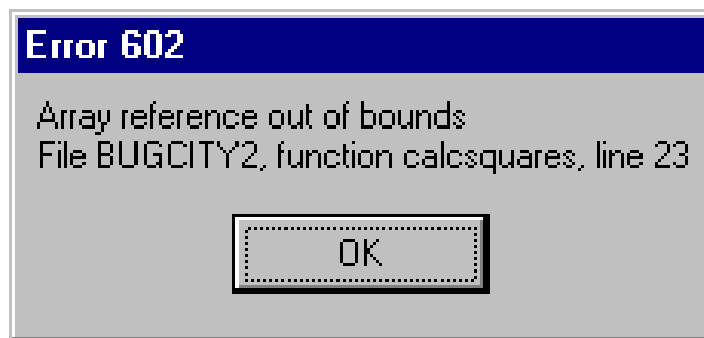 Error 602
Array reference out of bounds
File BUGCITY2, function calcsquares, line 23
OK